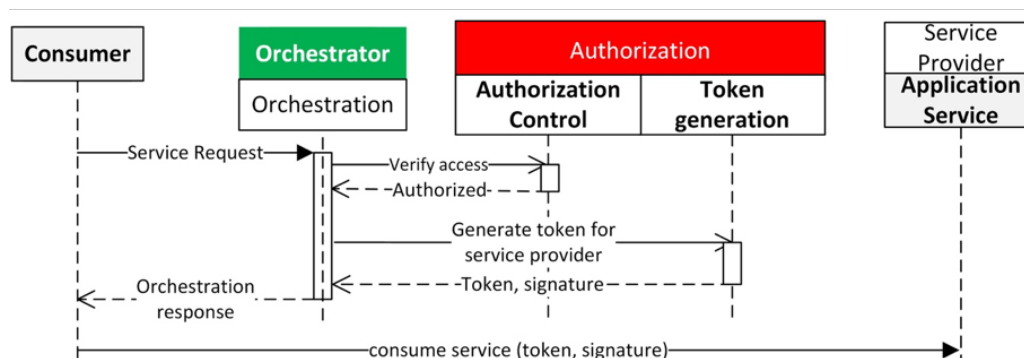 Consumer
Orchestrator
Orchestration
Authorization
Authorization
Control
Token
generation
Service
Provider
Application
Service
Service Request
Verify access
Authorized
Generate token for
service provider
Token, signature
Orchestration
response
consume service (token, signature)